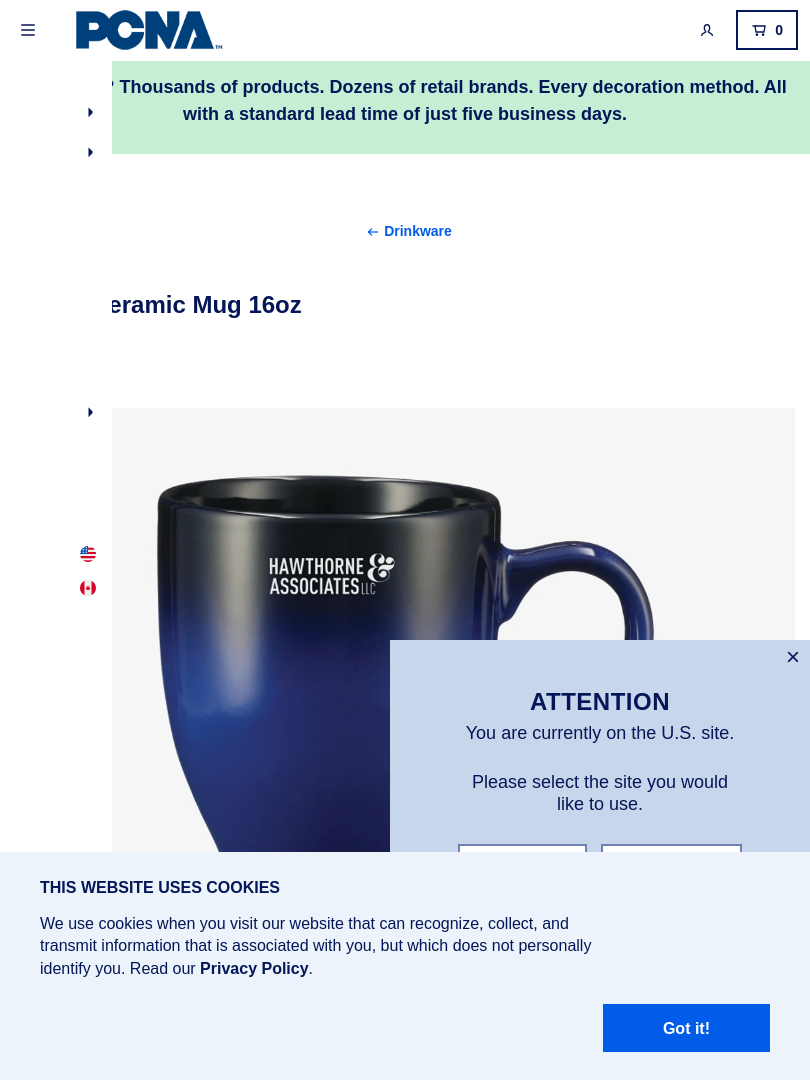 PCNA™
0
? Thousands of products. Dozens of retail brands. Every decoration method. All
with a standard lead time of just five business days.
Drinkware
eramic Mug 16oz
HAWTHORNE &
ASSOCIATES LLC
ATTENTION
You are currently on the U.S. site.
Please select the site you would
like to use.
THIS WEBSITE USES COOKIES
We use cookies when you visit our website that can recognize, collect, and
transmit information that is associated with you, but which does not personally
identify you. Read our Privacy Policy.
Got it!